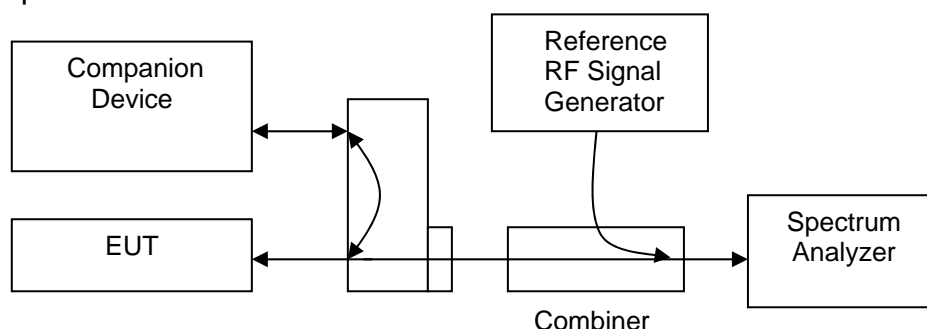 Companion
Device
Reference
RF Signal
Generator
EUT
Spectrum
Analyzer
Combiner